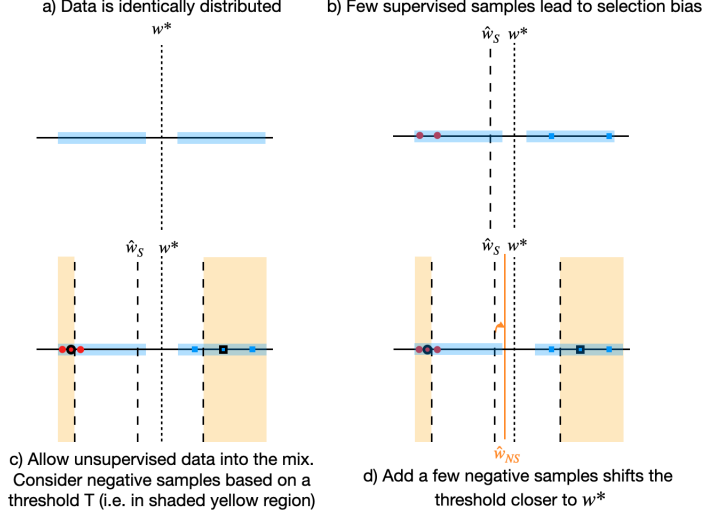 a) Data is identically distributed
w*
b) Few supervised samples lead to selection bias
ŵS w*
ŵS w*
c) Allow unsupervised data into the mix.
Consider negative samples based on a
threshold T (i.e. in shaded yellow region)
ŵS w*
ŵNS
d) Add a few negative samples shifts the
threshold closer to w*